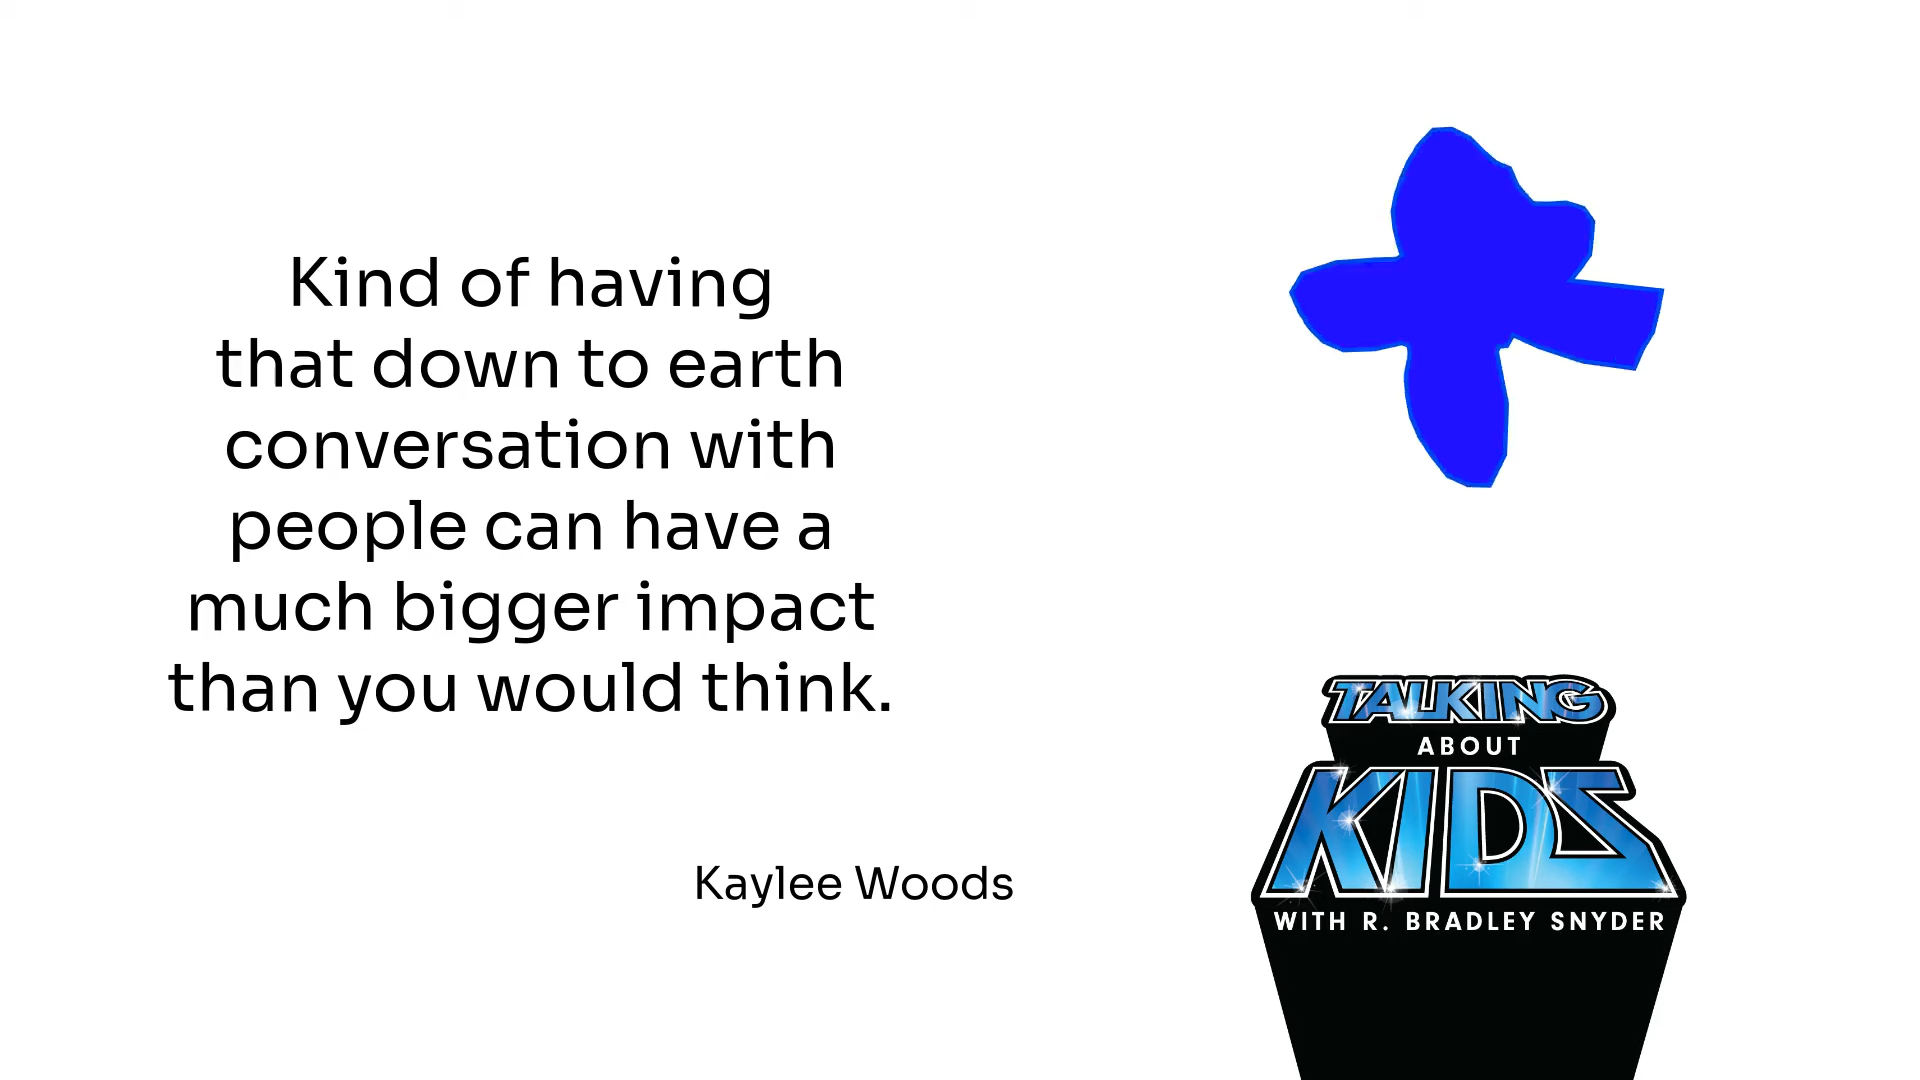 Kind of having
that down to earth
conversation with
people can have a
much bigger impact
than you would think.
Kaylee Woods
TALKING
ABOUT
KIDS
WITH R. BRADLEY SNYDER